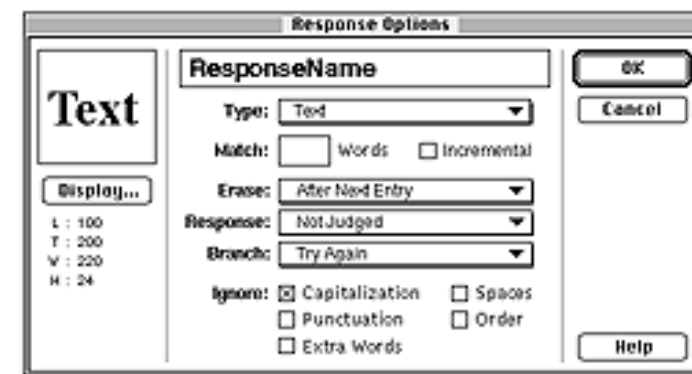 Response Options
Text
Display...
L : 100
T : 200
W : 220
H : 24
ResponseName
Type: Text
Match: Words Incremental
Erase: After Next Entry
Response: Not Judged
Branch: Try Again
Ignore: Capitalization Spaces
Punctuation Order
Extra Words
OK
Cancel
Help